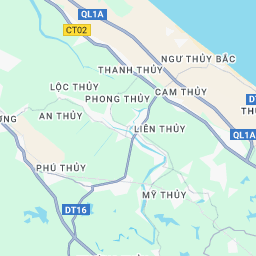 QL1A
CT02
NGƯ THỦY BẮC
THANH THỦY
LỘC THỦY
PHONG THỦY
CAM THỦY
AN THỦY
LIÊN THỦY
QL1A
PHÚ THỦY
MỸ THỦY
DT16